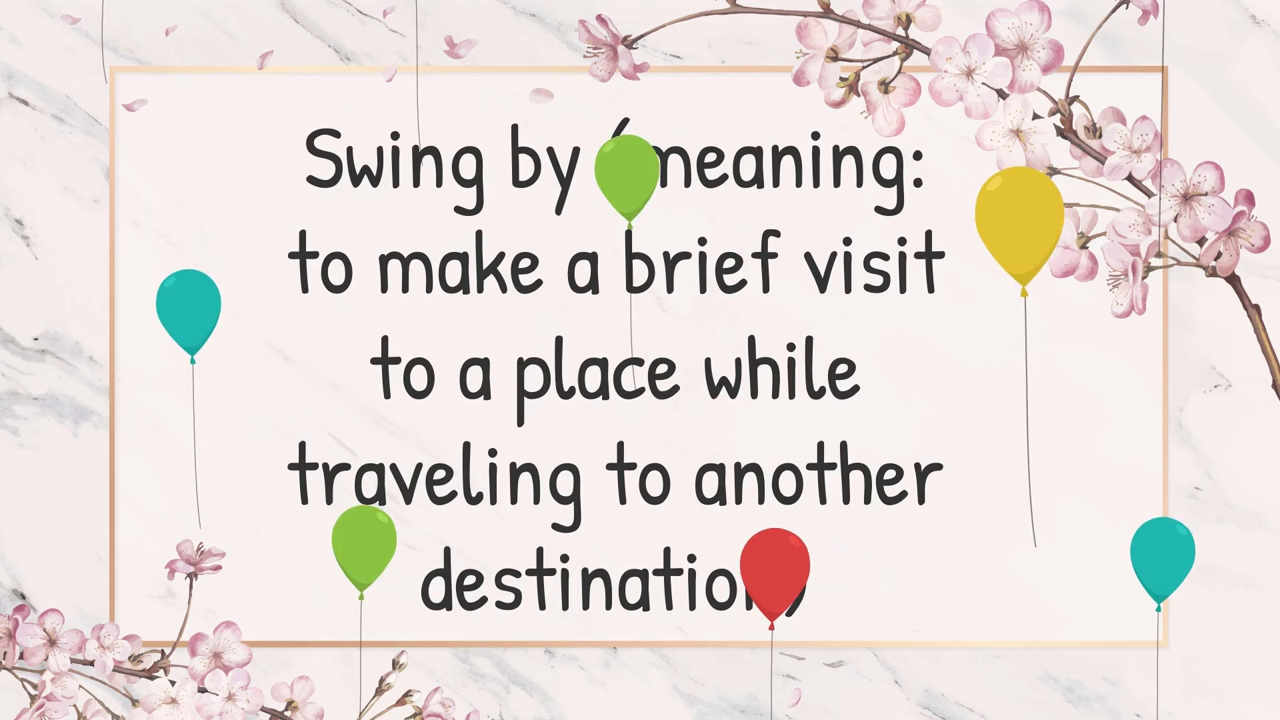 Swing by (meaning:
to make a brief visit
to a place while
traveling to another
destination)